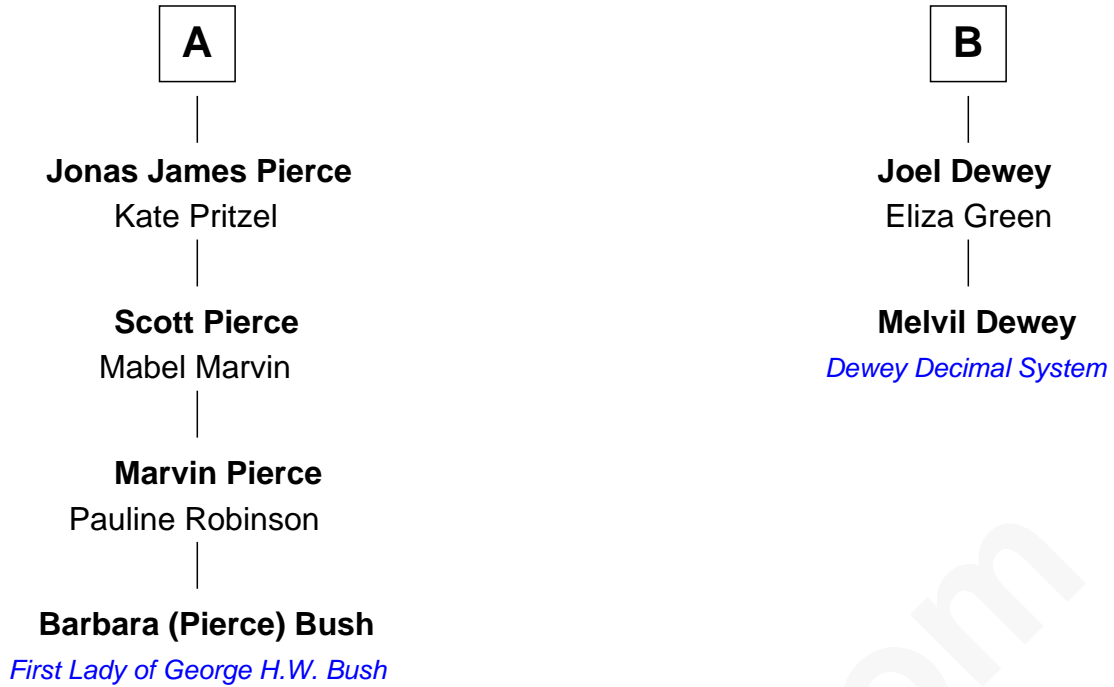 A
Jonas James Pierce
Kate Pritzel
Scott Pierce
Mabel Marvin
Marvin Pierce
Pauline Robinson
Barbara (Pierce) Bush
First Lady of George H.W. Bush
B
Joel Dewey
Eliza Green
Melvil Dewey
Dewey Decimal System
om